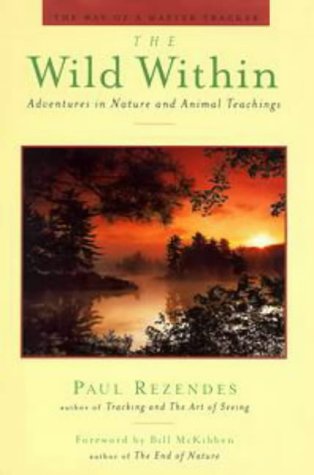 THE WAY OF A MASTER TRACKER
THE
Wild Within
Adventures in Nature and Animal Teachings
PAUL REZENDES
author of Tracking and The Art of Seeing
Foreword by Bill McKibben
author of The End of Nature